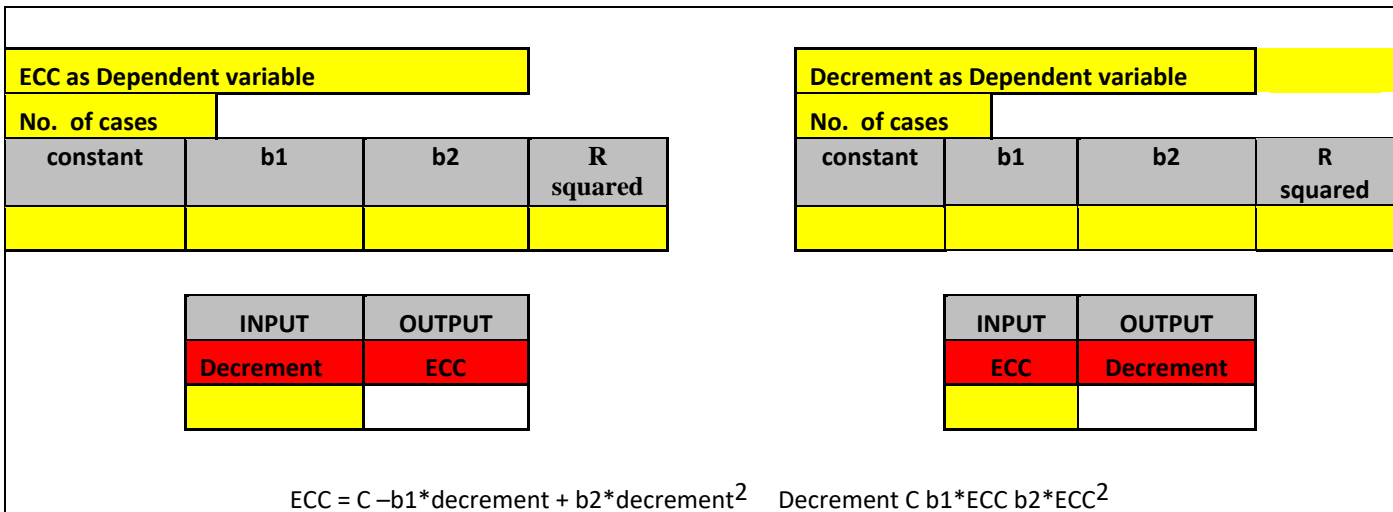 ECC as Dependent variable
No. of cases
constant b1 b2 R squared
Decrement as Dependent variable
No. of cases
constant b1 b2 R squared
INPUT OUTPUT
Decrement ECC
INPUT OUTPUT
ECC Decrement
ECC = C –b1*decrement + b2*decrement² Decrement C b1*ECC b2*ECC²